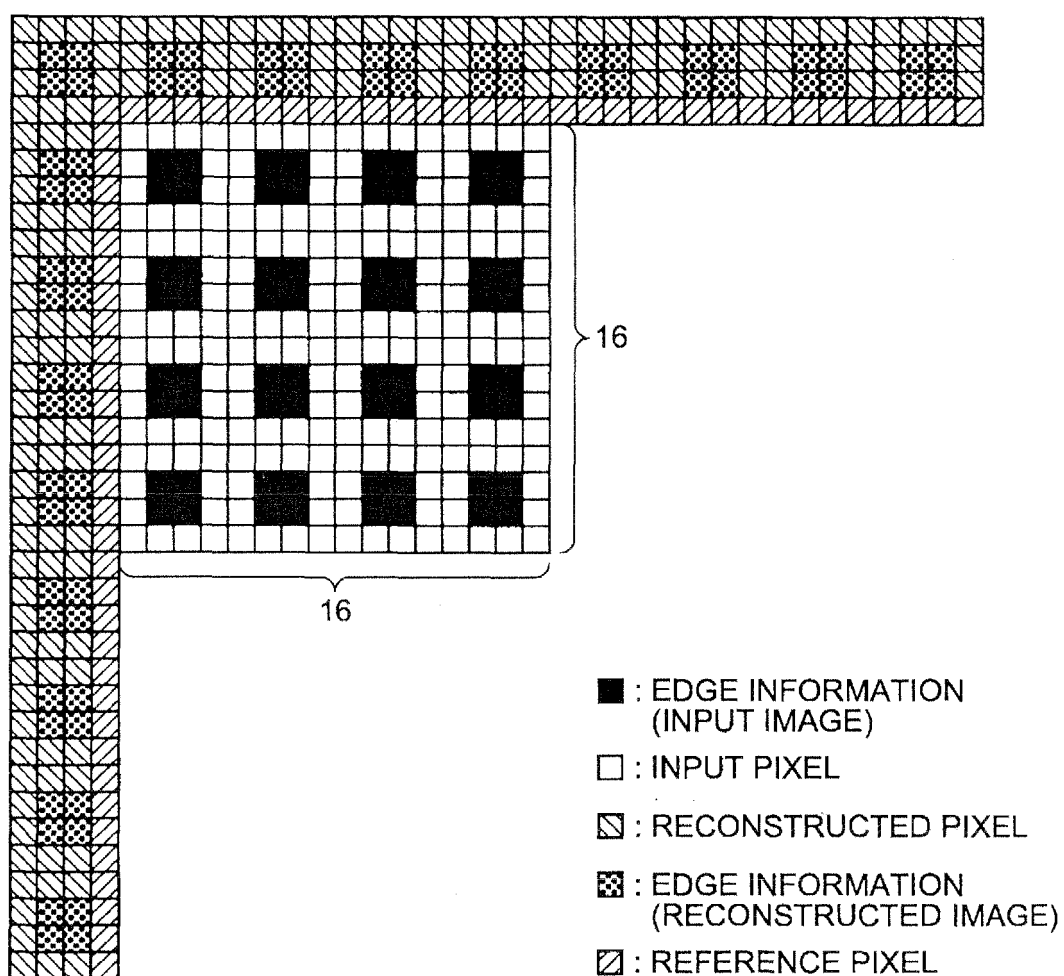 16
16
: EDGE INFORMATION
(INPUT IMAGE)
: INPUT PIXEL
: RECONSTRUCTED PIXEL
: EDGE INFORMATION
(RECONSTRUCTED IMAGE)
: REFERENCE PIXEL